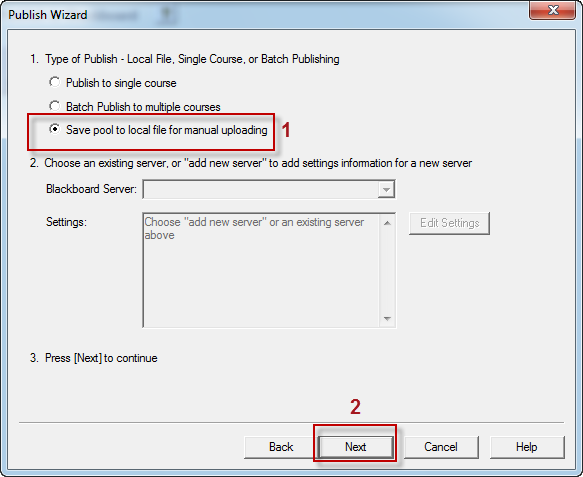 Publish Wizard
1. Type of Publish - Local File, Single Course, or Batch Publishing
Publish to single course
Batch Publish to multiple courses
Save pool to local file for manual uploading
1
2. Choose an existing server, or "add new server" to add settings information for a new server
Blackboard Server:
Settings:
Choose "add new server" or an existing server
above
Edit Settings
3. Press [Next] to continue
2
Back
Next
Cancel
Help